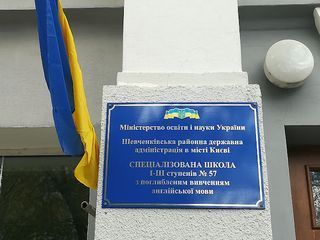 Міністерство освіти і науки України
Шевченківська районна державна
адміністрація в місті Києві
СПЕЦІАЛІЗОВАНА ШКОЛА
І-ІІІ ступенів № 57
з поглибленим вивченням
англійської мови